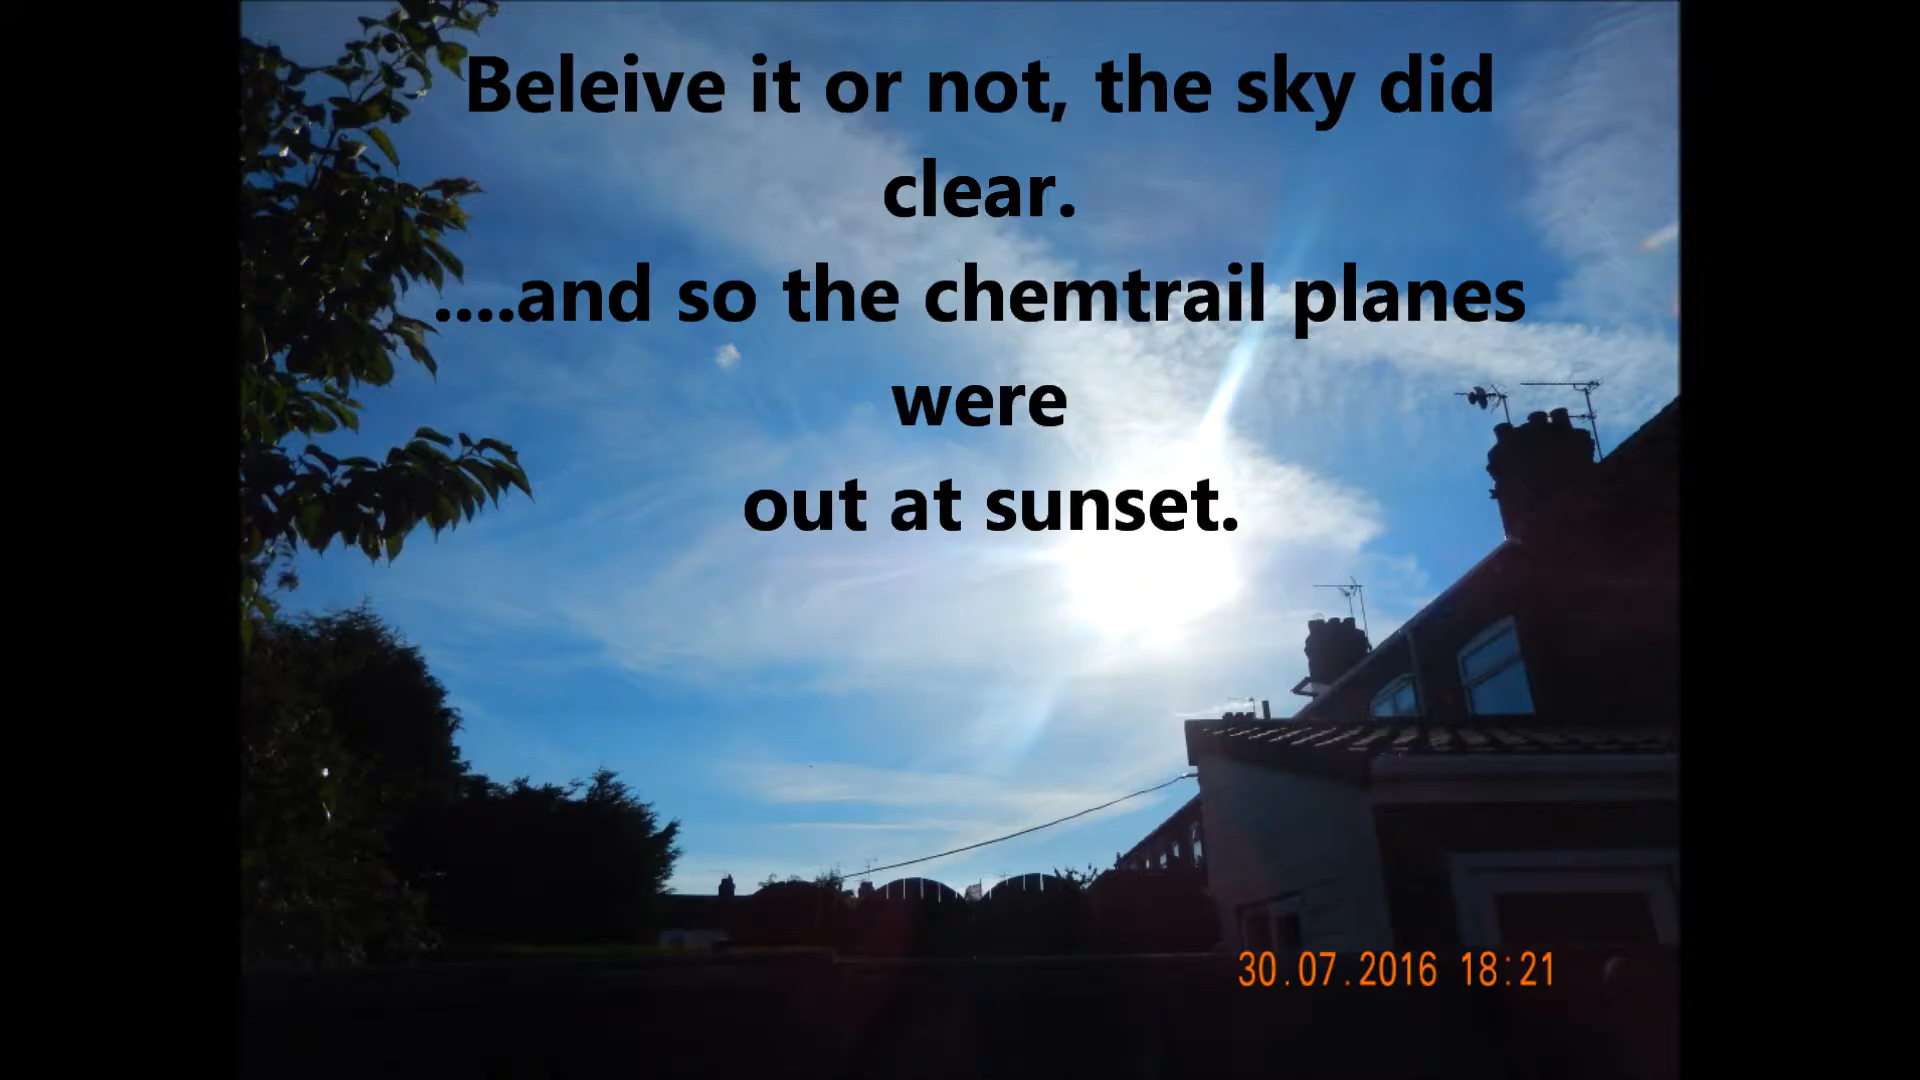 Beleive it or not, the sky did
clear.
....and so the chemtrail planes
were
out at sunset.
30.07.2016 18:21